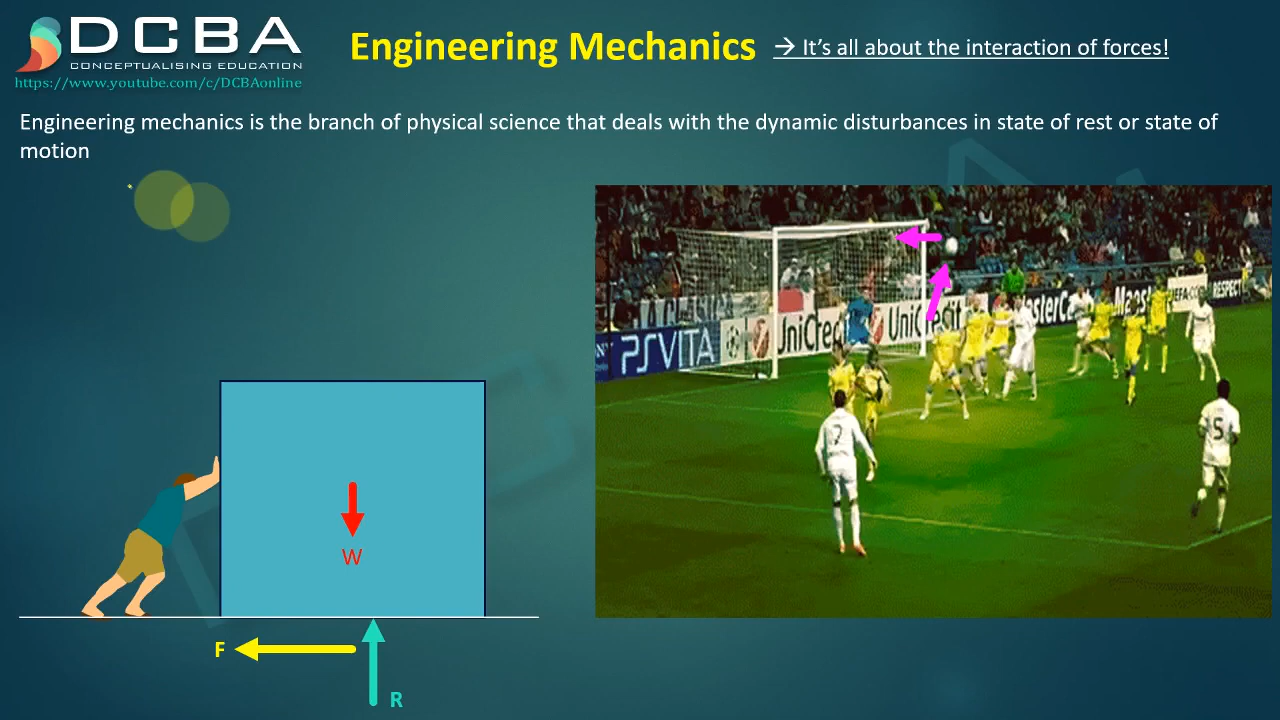 DCBA
CONCEPTUALISING EDUCATION
https://www.youtube.com/c/DCBAonline
Engineering Mechanics → It's all about the interaction of forces!
Engineering mechanics is the branch of physical science that deals with the dynamic disturbances in state of rest or state of
motion
W
F
R
PSVITA
UniCredit
MasterCard
RESPECT
7
5